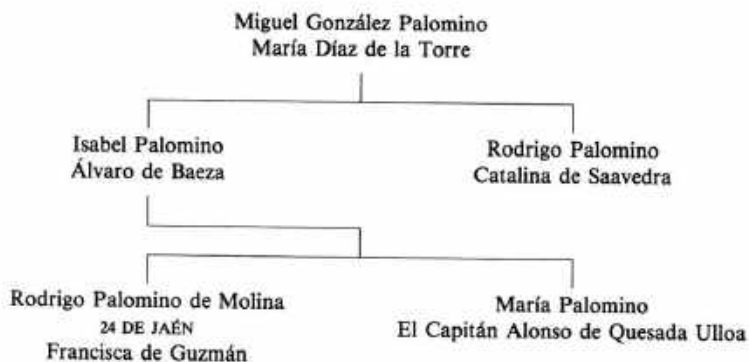 Miguel González Palomino
María Díaz de la Torre
Isabel Palomino
Álvaro de Baeza
Rodrigo Palomino
Catalina de Saavedra
Rodrigo Palomino de Molina
24 DE JAÉN
Francisca de Guzmán
María Palomino
El Capitán Alonso de Quesada Ulloa